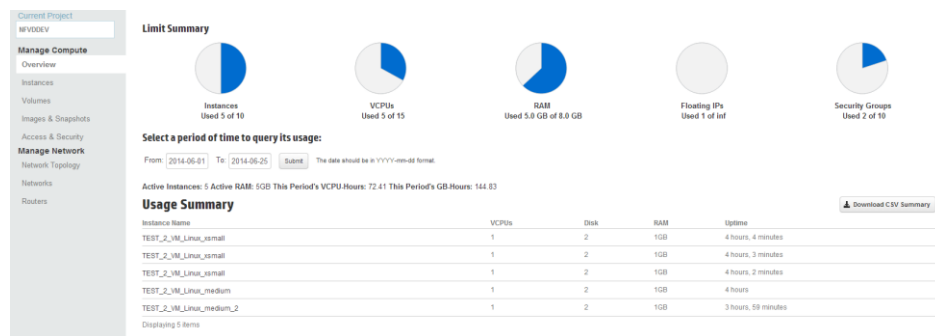 Current Project
NFVDDEV
Manage Compute
Overview
Instances
Volumes
Images & Snapshots
Access & Security
Manage Network
Network Topology
Networks
Routers
Limit Summary
Instances
Used 5 of 10
VCPUs
Used 5 of 15
RAM
Used 5.0 GB of 8.0 GB
Floating IPs
Used 1 of Inf
Security Groups
Used 2 of 10
Select a period of time to query its usage:
From: 2014-06-01 To: 2014-06-25 Submit The date should be in YYYY-mm-dd format.
Active Instances: 5 Active RAM: 5GB This Period's VCPU-Hours: 72.41 This Period's GB-Hours: 144.83
Usage Summary
Download CSV Summary
Instance Name VCPUs Disk RAM Uptime
TEST_2_VM_Linux_xsmall 1 2 1GB 4 hours, 4 minutes
TEST_2_VM_Linux_xsmall 1 2 1GB 4 hours, 3 minutes
TEST_2_VM_Linux_xsmall 1 2 1GB 4 hours, 2 minutes
TEST_2_VM_Linux_medium 1 2 1GB 4 hours
TEST_2_VM_Linux_medium_2 1 2 1GB 3 hours, 59 minutes
Displaying 5 items